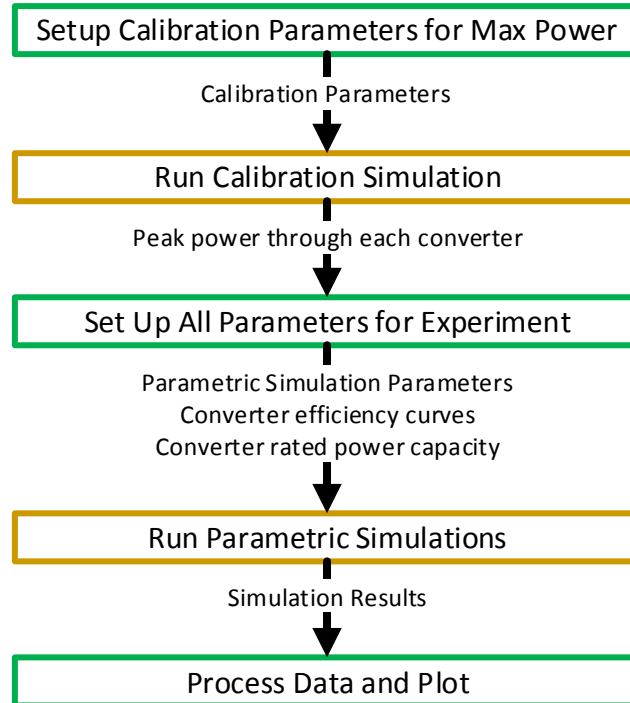 Setup Calibration Parameters for Max Power
Calibration Parameters
Run Calibration Simulation
Peak power through each converter
Set Up All Parameters for Experiment
Parametric Simulation Parameters
Converter efficiency curves
Converter rated power capacity
Run Parametric Simulations
Simulation Results
Process Data and Plot